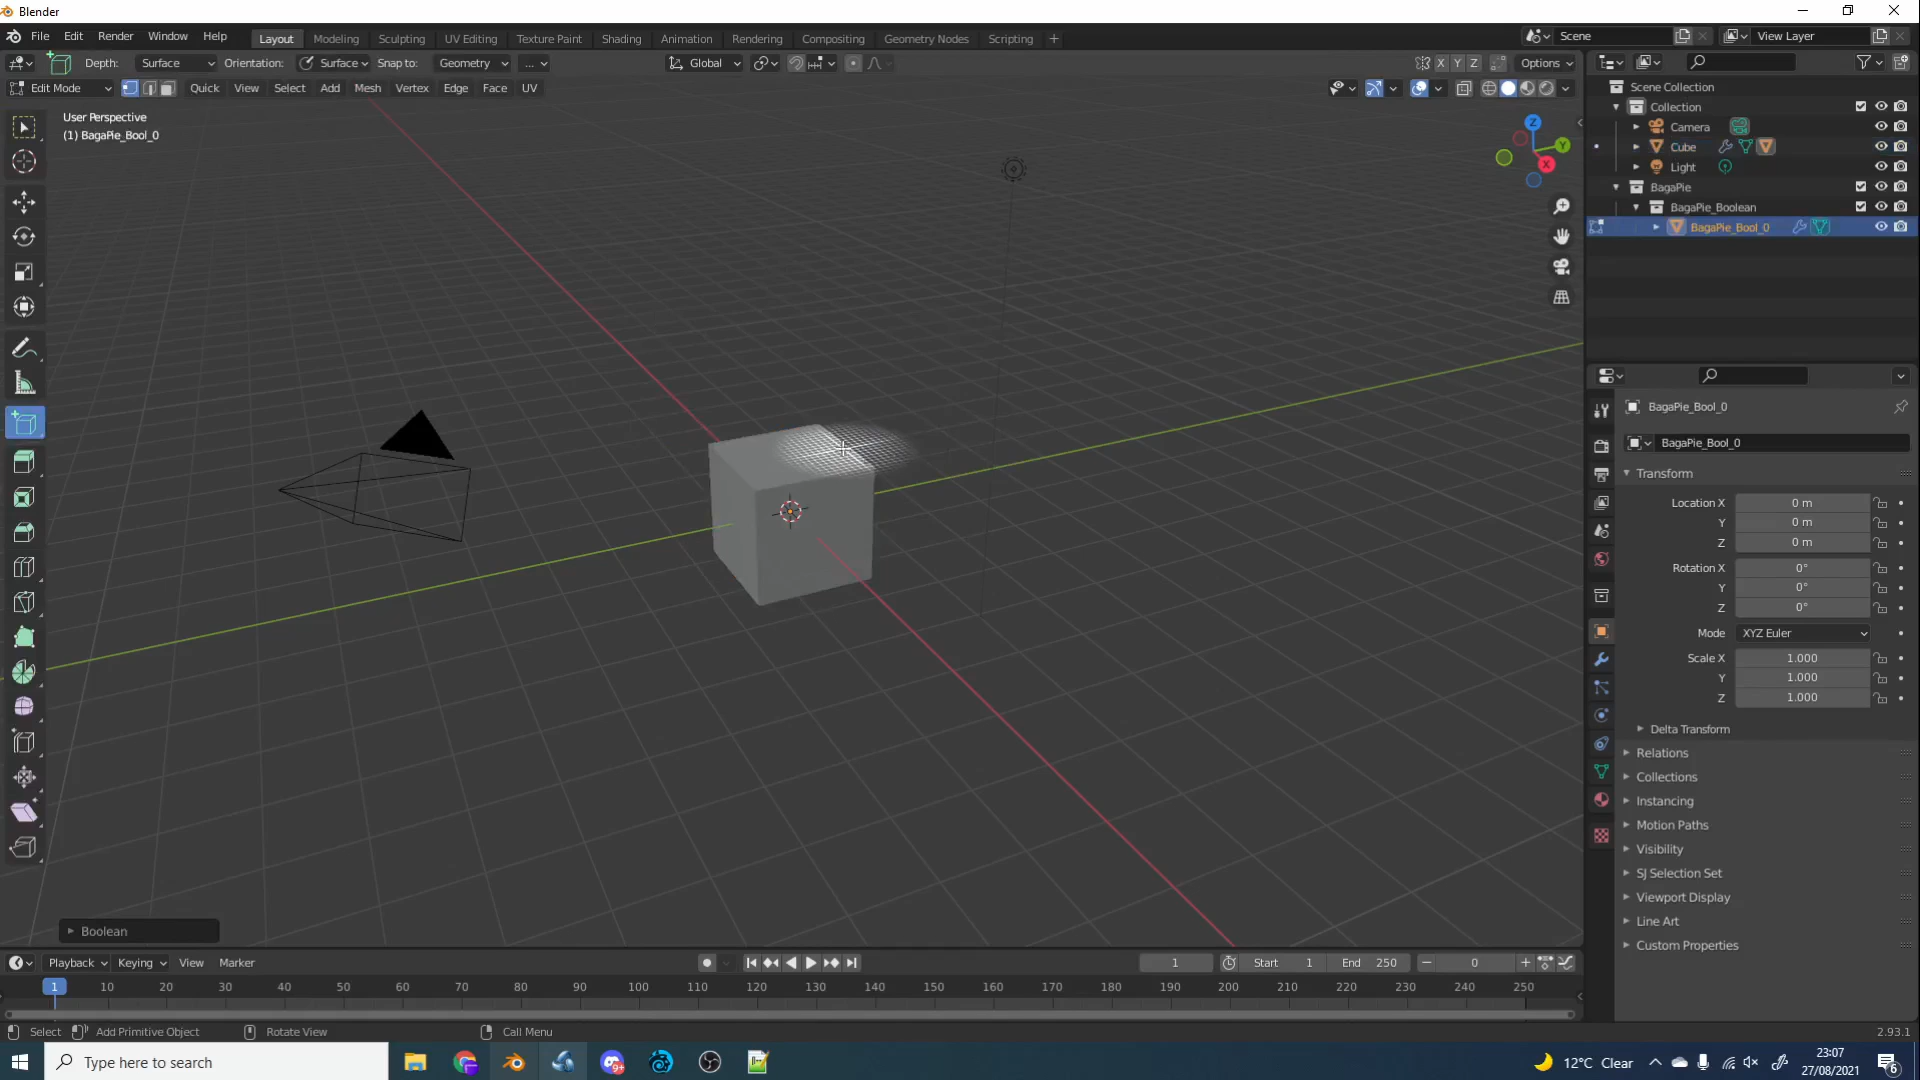 Blender
File Edit Render Window Help Layout Modeling Sculpting UV Editing Texture Paint Shading Animation Rendering Compositing Geometry Nodes Scripting + Scene View Layer
Depth: Surface Orientation: Surface Snap to: Geometry ... Global X Y Z Options
Edit Mode Quick View Select Add Mesh Vertex Edge Face UV
User Perspective
(1) BagaPie_Bool_0
Z
Y
X
Scene Collection
Collection
Camera
Cube
Light
BagaPie
BagaPie_Boolean
BagaPie_Bool_0
BagaPie_Bool_0
BagaPie_Bool_0
Transform
Location X 0 m
Y 0 m
Z 0 m
Rotation X 0°
Y 0°
Z 0°
Mode XYZ Euler
Scale X 1.000
Y 1.000
Z 1.000
Delta Transform
Relations
Collections
Instancing
Motion Paths
Visibility
SJ Selection Set
Viewport Display
Line Art
Custom Properties
Boolean
Playback Keying View Marker 1 Start 1 End 250 0
1 10 20 30 40 50 60 70 80 90 100 110 120 130 140 150 160 170 180 190 200 210 220 230 240 250
Select Add Primitive Object Rotate View Call Menu 2.93.1
Type here to search 9+ 12°C Clear 23:07
27/08/2021 6